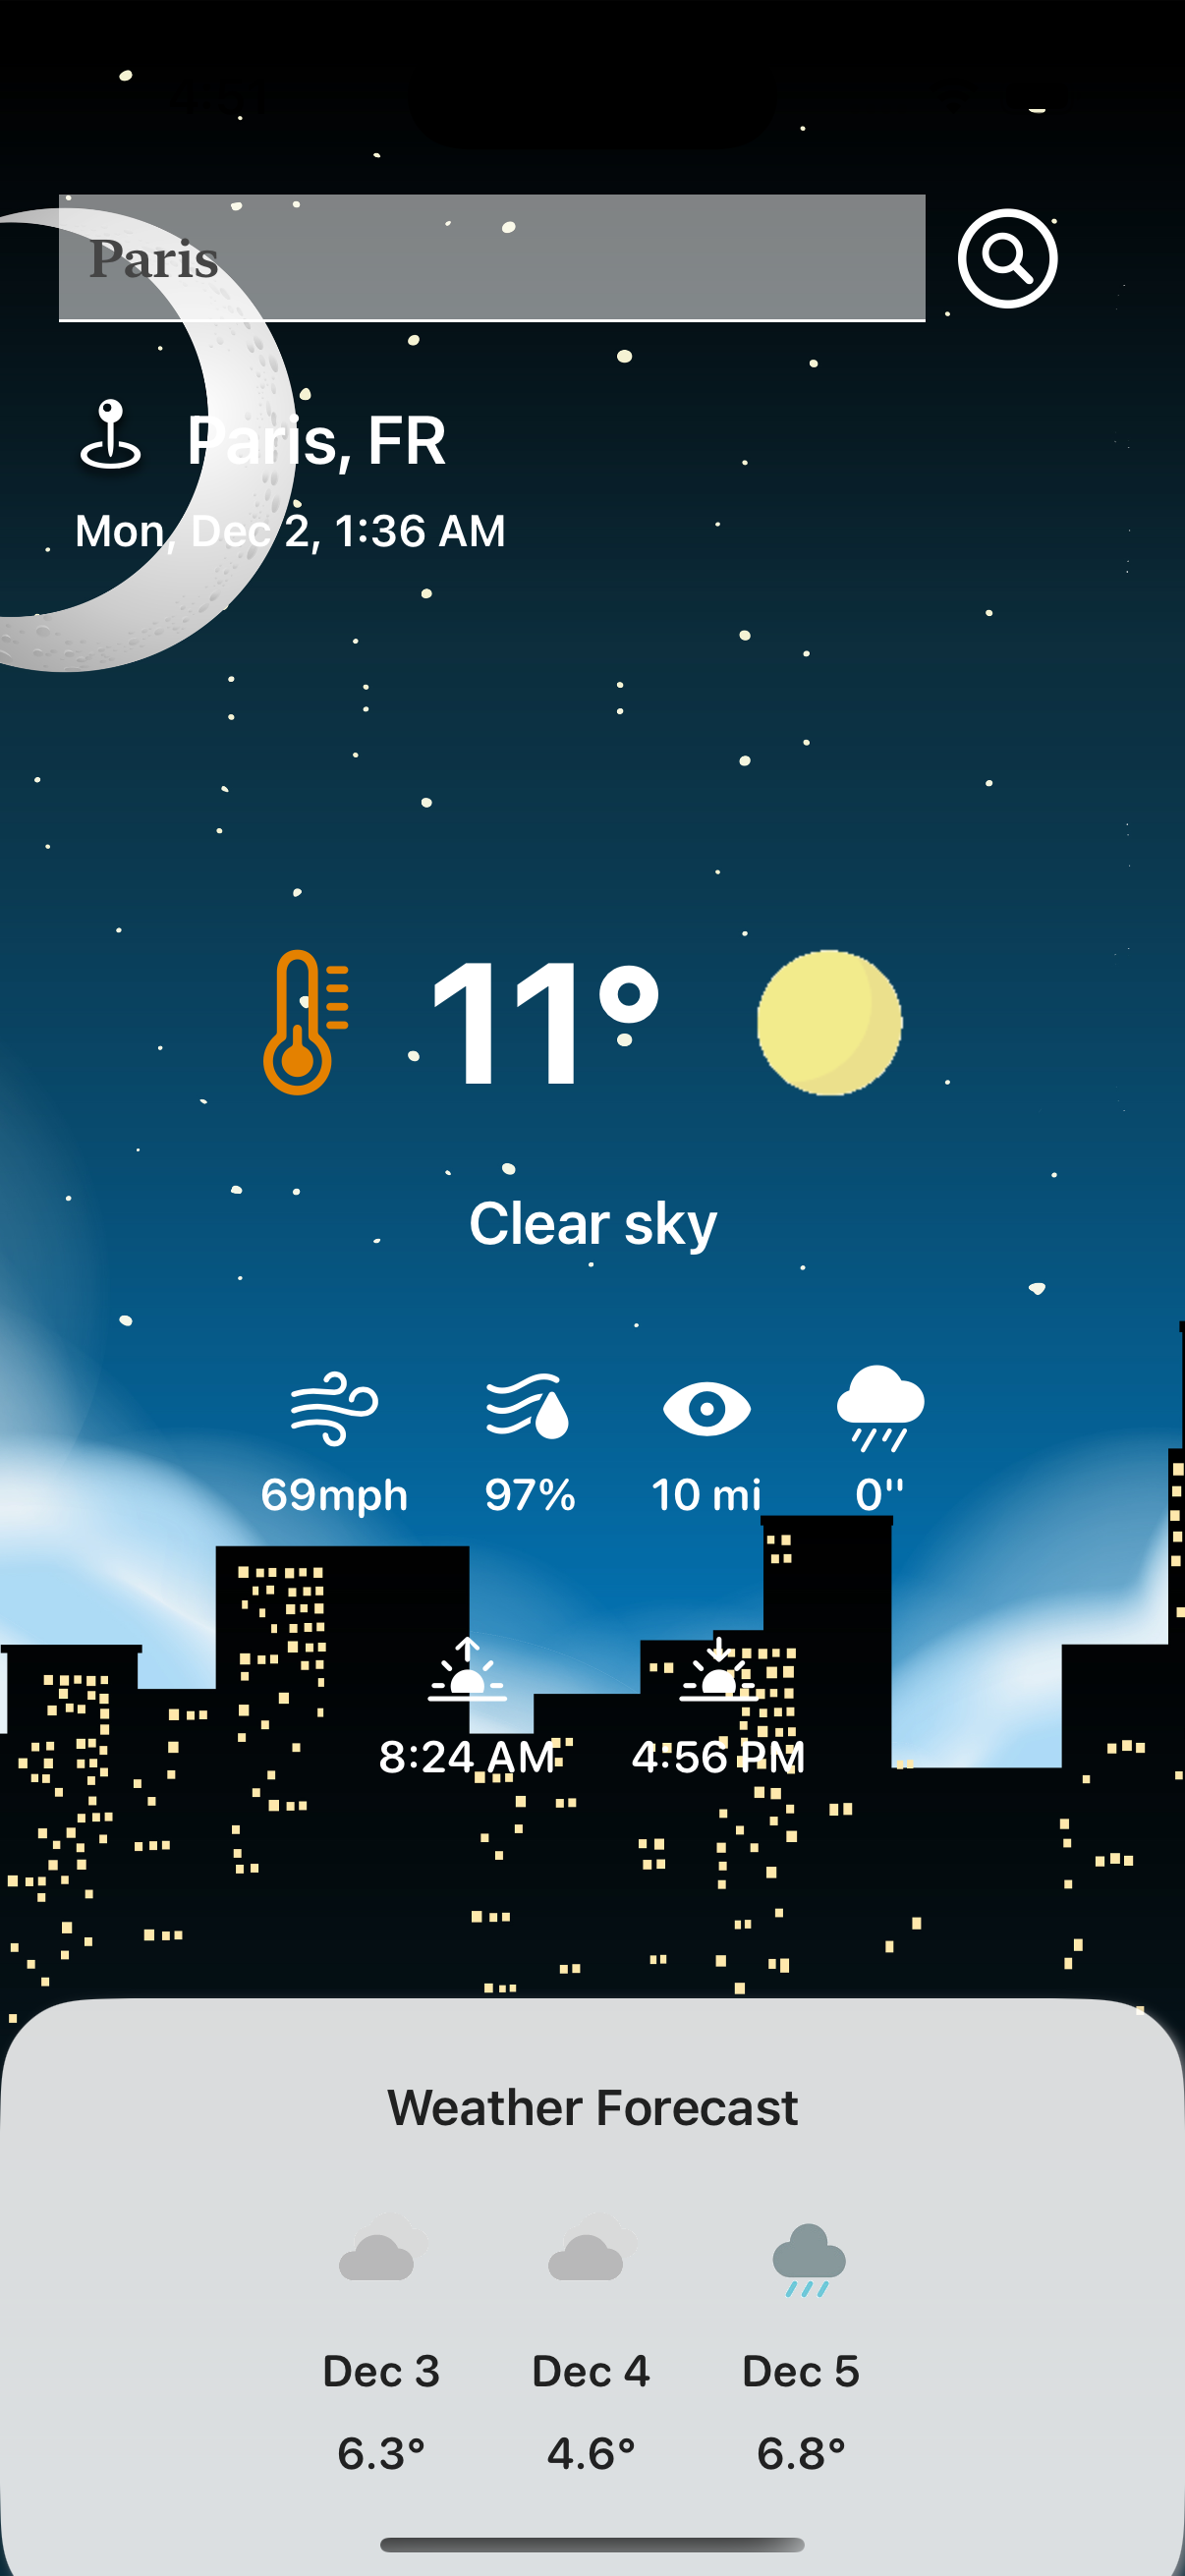 Paris
Paris, FR
Mon, Dec 2, 1:36 AM
11°
Clear sky
69mph 97% 10 mi 0"
8:24 AM 4:56 PM
Weather Forecast
Dec 3 Dec 4 Dec 5
6.3° 4.6° 6.8°